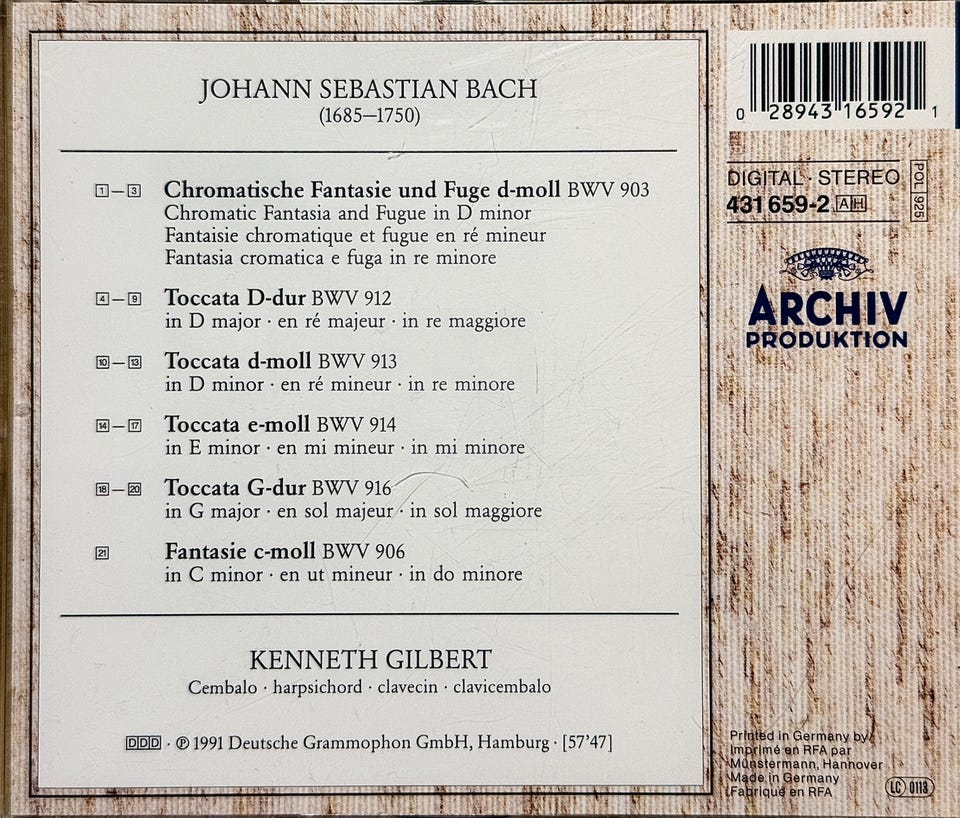 JOHANN SEBASTIAN BACH
(1685—1750)
1 — 3 Chromatische Fantasie und Fuge d-moll BWV 903
Chromatic Fantasia and Fugue in D minor
Fantaisie chromatique et fugue en ré mineur
Fantasia cromatica e fuga in re minore
4 — 9 Toccata D-dur BWV 912
in D major · en ré majeur · in re maggiore
10 — 13 Toccata d-moll BWV 913
in D minor · en ré mineur · in re minore
14 — 17 Toccata e-moll BWV 914
in E minor · en mi mineur · in mi minore
18 — 20 Toccata G-dur BWV 916
in G major · en sol majeur · in sol maggiore
21 Fantasie c-moll BWV 906
in C minor · en ut mineur · in do minore
KENNETH GILBERT
Cembalo · harpsichord · clavecin · clavicembalo
DDD · ℗ 1991 Deutsche Grammophon GmbH, Hamburg · [57'47]
0 28943 16592 1
DIGITAL · STEREO
431 659-2 AH
POL 925
ARCHIV
PRODUKTION
Printed in Germany by/
Imprimé en RFA par
Münstermann, Hannover
Made in Germany
Fabriqué en RFA
LC 0113